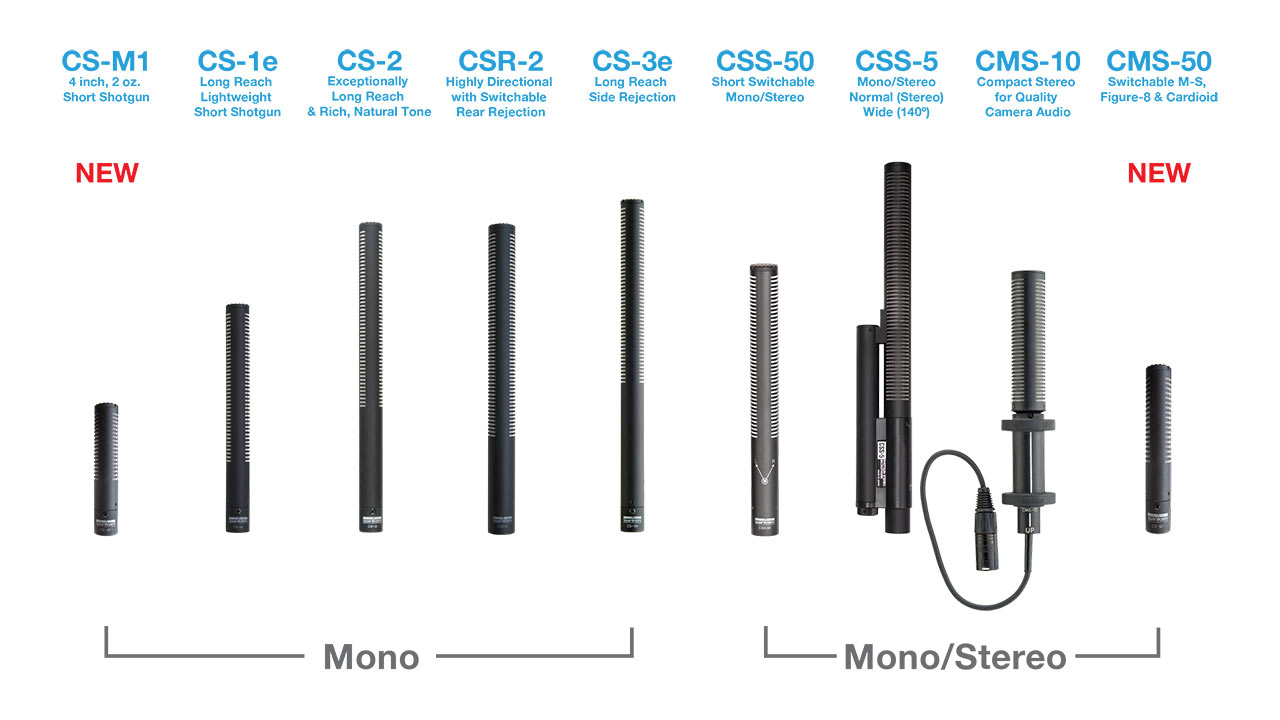 CS-M1
4 inch, 2 oz.
Short Shotgun
CS-1e
Long Reach
Lightweight
Short Shotgun
CS-2
Exceptionally
Long Reach
& Rich, Natural Tone
CSR-2
Highly Directional
with Switchable
Rear Rejection
CS-3e
Long Reach
Side Rejection
CSS-50
Short Switchable
Mono/Stereo
CSS-5
Mono/Stereo
Normal (Stereo)
Wide (140º)
CMS-10
Compact Stereo
for Quality
Camera Audio
CMS-50
Switchable M-S,
Figure-8 & Cardioid
NEW
NEW
CSS-5
UP
Mono
Mono/Stereo